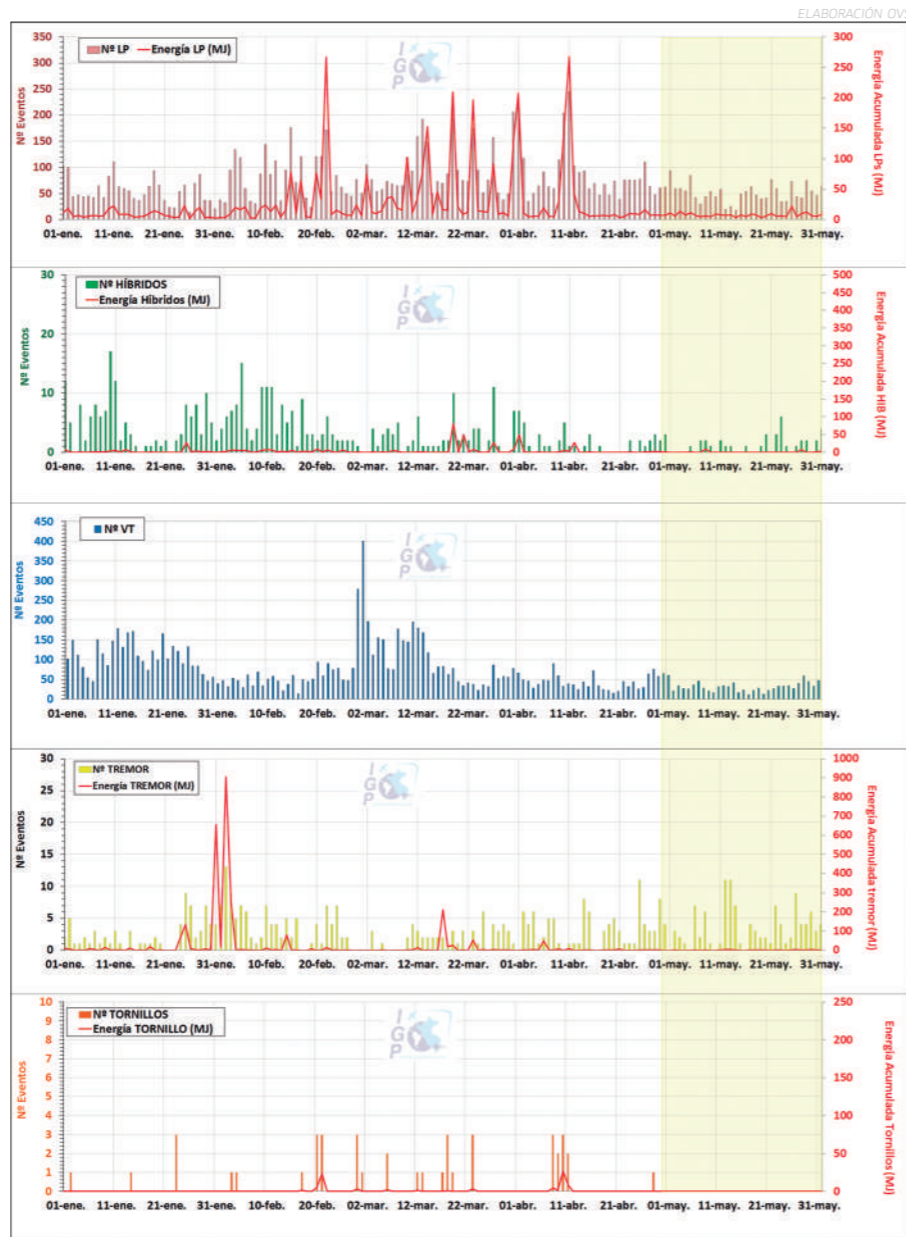 ELABORACIÓN OVS
Nº LP Energía LP (MJ)
Nº Eventos
350
300
250
200
150
100
50
0
300
250
200
150
100
50
0
Energía Acumulada LPs (MJ)
IGP
01-ene. 11-ene. 21-ene. 31-ene. 10-feb. 20-feb. 02-mar. 12-mar. 22-mar. 01-abr. 11-abr. 21-abr. 01-may. 11-may. 21-may. 31-may.
Nº HÍBRIDOS
Energía Híbridos (MJ)
Nº Eventos
30
20
10
0
500
450
400
350
300
250
200
150
100
50
0
Energía Acumulada HIB (MJ)
IGP
01-ene. 11-ene. 21-ene. 31-ene. 10-feb. 20-feb. 02-mar. 12-mar. 22-mar. 01-abr. 11-abr. 21-abr. 01-may. 11-may. 21-may. 31-may.
Nº VT
Nº Eventos
450
400
350
300
250
200
150
100
50
0
IGP
01-ene. 11-ene. 21-ene. 31-ene. 10-feb. 20-feb. 02-mar. 12-mar. 22-mar. 01-abr. 11-abr. 21-abr. 01-may. 11-may. 21-may. 31-may.
Nº TREMOR
Energía TREMOR (MJ)
Nº Eventos
30
25
20
15
10
5
0
1000
900
800
700
600
500
400
300
200
100
0
Energía Acumulada tremor (MJ)
IGP
01-ene. 11-ene. 21-ene. 31-ene. 10-feb. 20-feb. 02-mar. 12-mar. 22-mar. 01-abr. 11-abr. 21-abr. 01-may. 11-may. 21-may. 31-may.
Nº TORNILLOS
Energía TORNILLO (MJ)
Nº Eventos
10
9
8
7
6
5
4
3
2
1
0
250
200
150
100
50
0
Energía Acumulada Tornillos (MJ)
IGP
01-ene. 11-ene. 21-ene. 31-ene. 10-feb. 20-feb. 02-mar. 12-mar. 22-mar. 01-abr. 11-abr. 21-abr. 01-may. 11-may. 21-may. 31-may.